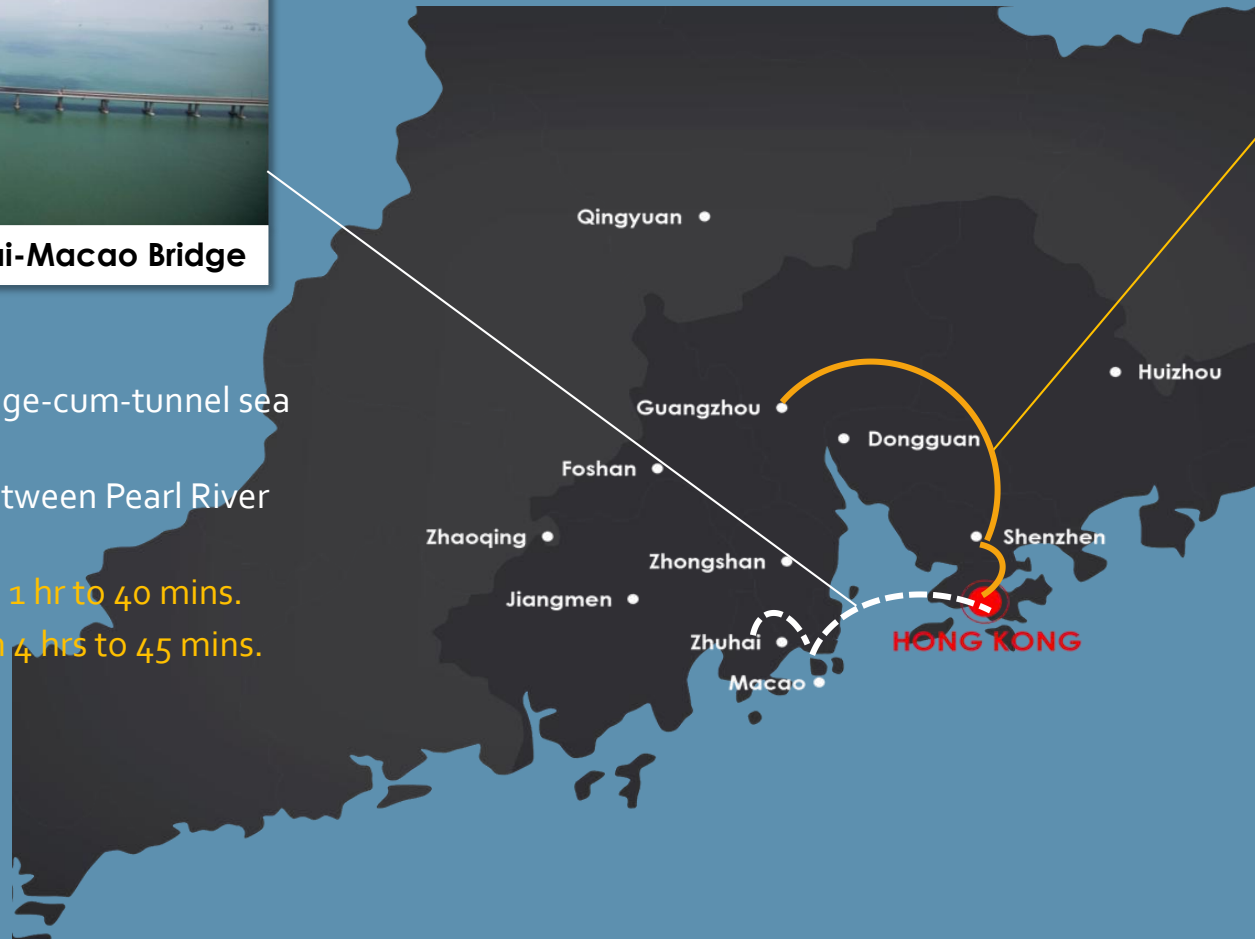 i-Macao Bridge
ge-cum-tunnel sea
tween Pearl River
1 hr to 40 mins.
4 hrs to 45 mins.
Qingyuan
Huizhou
Guangzhou
Dongguan
Foshan
Zhaoqing
Shenzhen
Zhongshan
Jiangmen
Zhuhai
HONG KONG
Macao